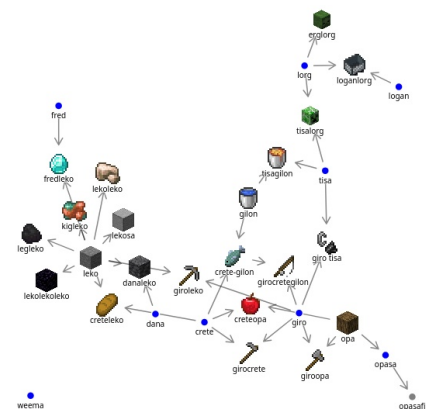 erglorg
lorg
loganlorg
logan
fred
tisalorg
tisagilon
fredleko
lekoleko
tisa
gilon
kigleko
lekosa
legleko
giro tisa
leko
crete-gilon
danaleko
girocretegilon
lekolekoleko
giroleko
creteleko
dana
creteopa
giro
crete
opa
girocrete
giroopa
opasa
weema
opasafi